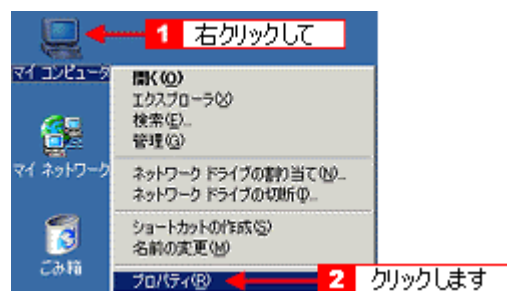 1 右クリックして
マイ コンピュータ
開く(O)
エクスプローラ(X)
検索(E)...
管理(G)
マイ ネットワーク
ネットワーク ドライブの割り当て(N)...
ネットワーク ドライブの切断(I)...
ショートカットの作成(S)
名前の変更(M)
ごみ箱
プロパティ(R)
2 クリックします